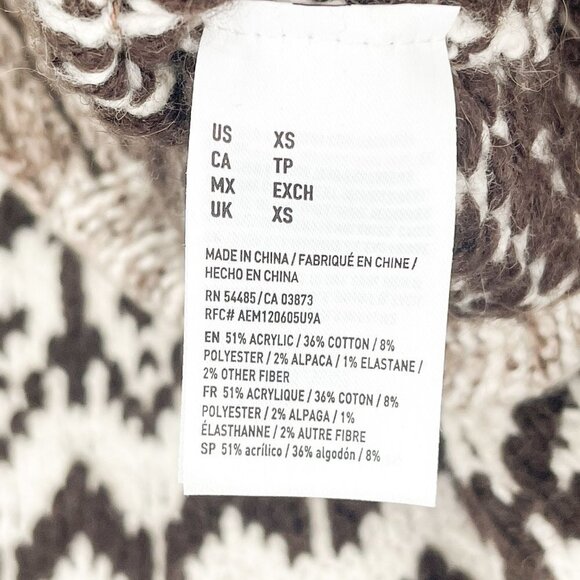 US XS
CA TP
MX EXCH
UK XS
MADE IN CHINA / FABRIQUÉ EN CHINE /
HECHO EN CHINA
RN 54485/CA 03873
RFC# AEM120605U9A
EN 51% ACRYLIC / 36% COTTON / 8%
POLYESTER / 2% ALPACA / 1% ELASTANE /
2% OTHER FIBER
FR 51% ACRYLIQUE / 36% COTON / 8%
POLYESTER / 2% ALPAGA / 1%
ÉLASTHANNE / 2% AUTRE FIBRE
SP 51% acrílico / 36% algodón / 8%